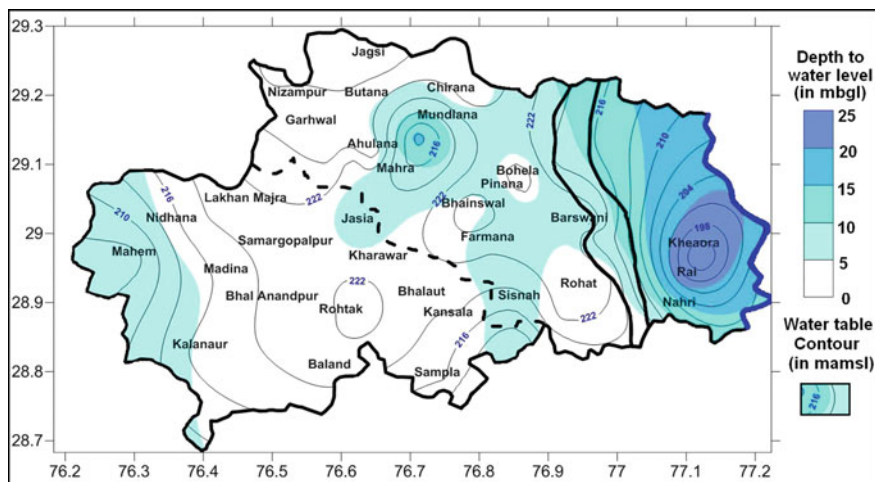 29.3
29.2
29.1
29
28.9
28.8
28.7
76.2 76.3 76.4 76.5 76.6 76.7 76.8 76.9 77 77.1 77.2
Jagsi
Nizampur Butana Chirana
Garhwal Mundlana
222
216
210
Ahulana
216
Mahra
Bohela
Pinana
Lakhan Majra
222
222
Bhainswal
204
216
210
Nidhana
Jasia
Barswani
198
Mahem
Samargopalpur
Farmana
Kheaora
Kharawar
Madina
222
Rai
Bhal Anandpur
Rohtak
Bhalaut
Sisnah
Rohat
Nahri
Kansala
222
216
Kalanaur
Baland
Sampla
Depth to
water level
(in mbgl)
25
20
15
10
5
0
Water table
Contour
(in mamsl)
216